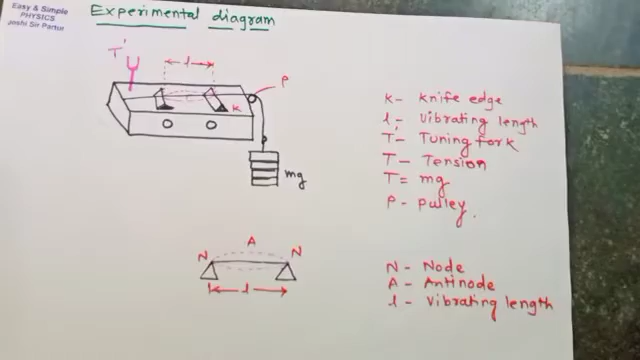 Easy & Simple
PHYSICS
Joshi Sir Partur
Experimental diagram
T'
l
P
K
mg
K - Knife edge
l - Vibrating length
T' - Tuning fork
T - Tension
T = mg
P - pulley.
N A N
l
N - Node
A - Antinode
l - Vibrating length